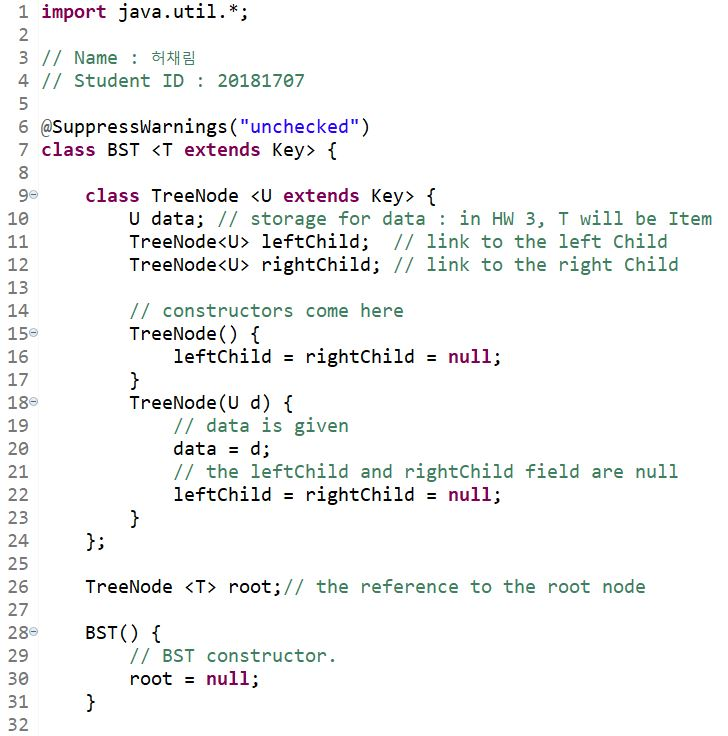 1 import java.util.*;
2
3 // Name : 허채림
4 // Student ID : 20181707
5
6 @SuppressWarnings("unchecked")
7 class BST <T extends Key> {
8
9     class TreeNode <U extends Key> {
10         U data; // storage for data : in HW 3, T will be Item
11         TreeNode<U> leftChild;  // link to the left Child
12         TreeNode<U> rightChild; // link to the right Child
13
14         // constructors come here
15         TreeNode() {
16             leftChild = rightChild = null;
17         }
18         TreeNode(U d) {
19             // data is given
20             data = d;
21             // the leftChild and rightChild field are null
22             leftChild = rightChild = null;
23         }
24     };
25
26     TreeNode <T> root;// the reference to the root node
27
28     BST() {
29         // BST constructor.
30         root = null;
31     }
32